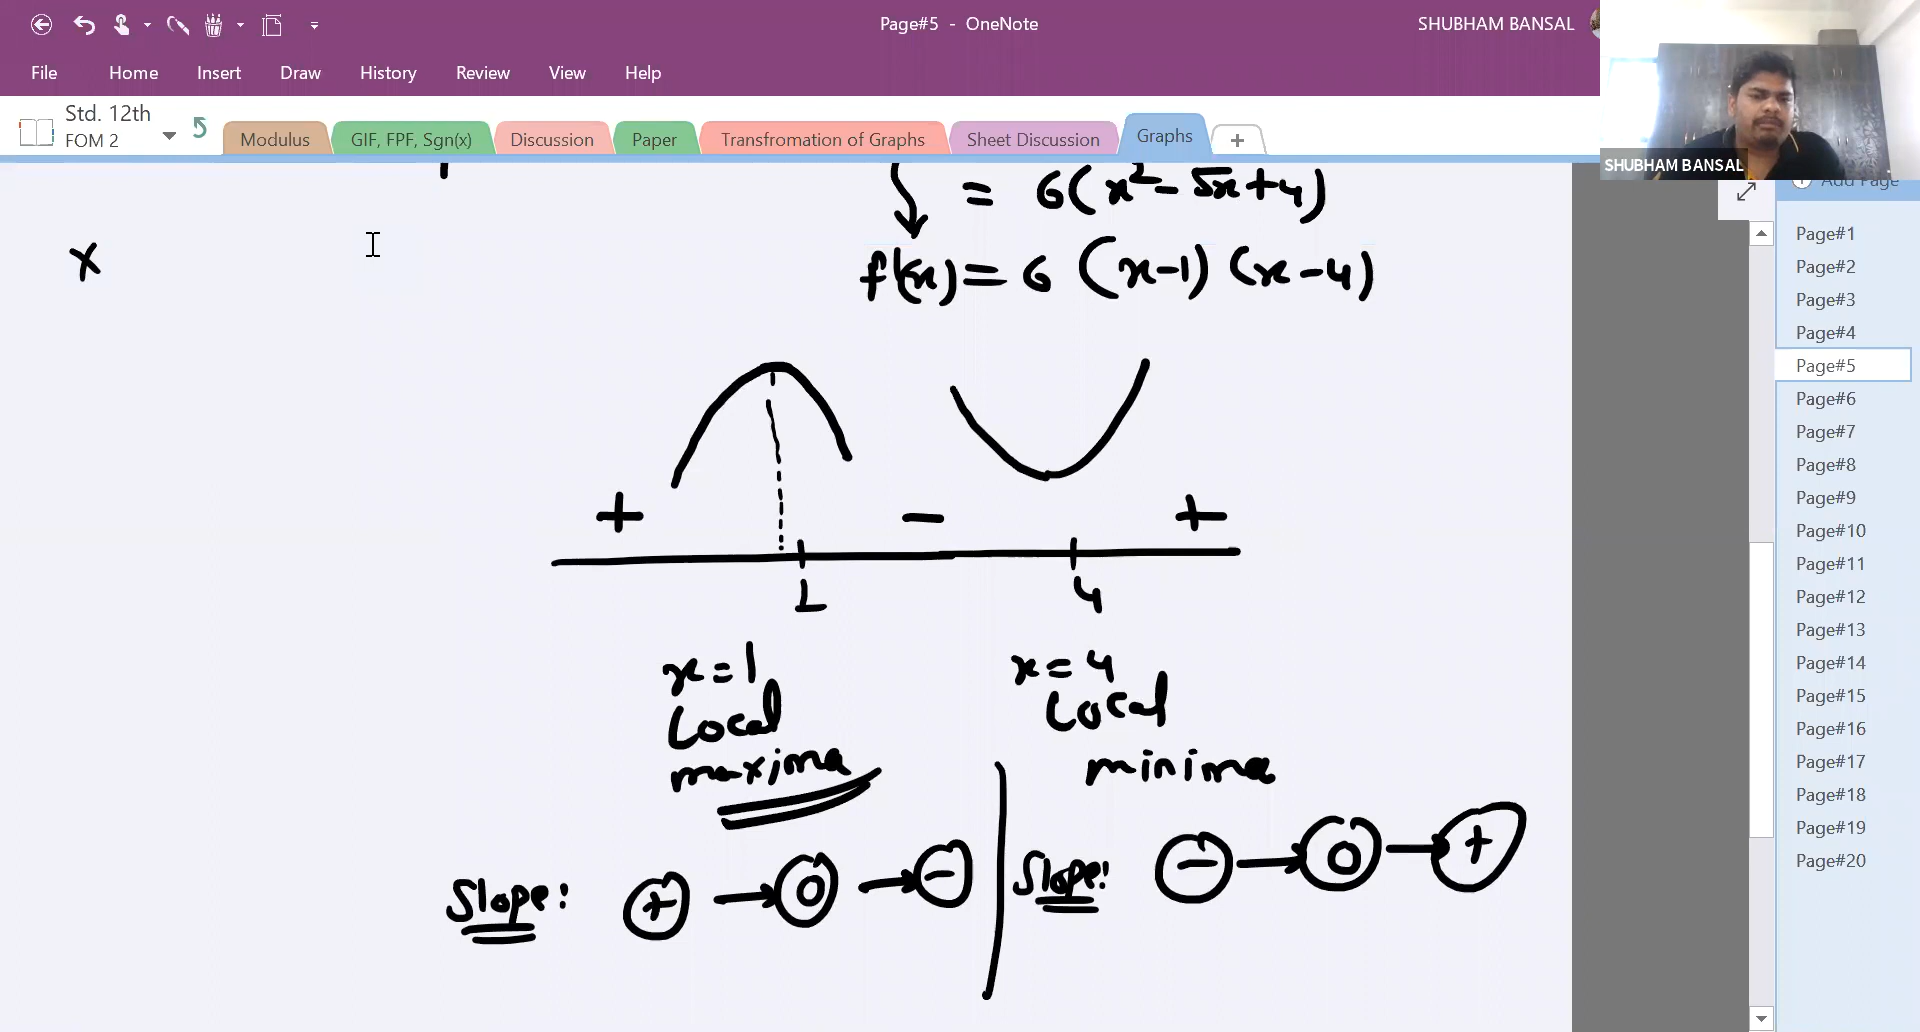 Page#5 - OneNote
SHUBHAM BANSAL
File Home Insert Draw History Review View Help
Std. 12th
FOM 2
Modulus GIF, FPF, Sgn(x) Discussion Paper Transfromation of Graphs Sheet Discussion Graphs +
SHUBHAM BANSAL
Add Page
Page#1
Page#2
Page#3
Page#4
Page#5
Page#6
Page#7
Page#8
Page#9
Page#10
Page#11
Page#12
Page#13
Page#14
Page#15
Page#16
Page#17
Page#18
Page#19
Page#20
= 6(x²-5x+4)
x
f'(x) = 6 (x-1) (x-4)
+ - +
1 4
x=1
Local
maxima
x=4
Local
minima
Slope: + → 0 → -
Slope: - → 0 → +